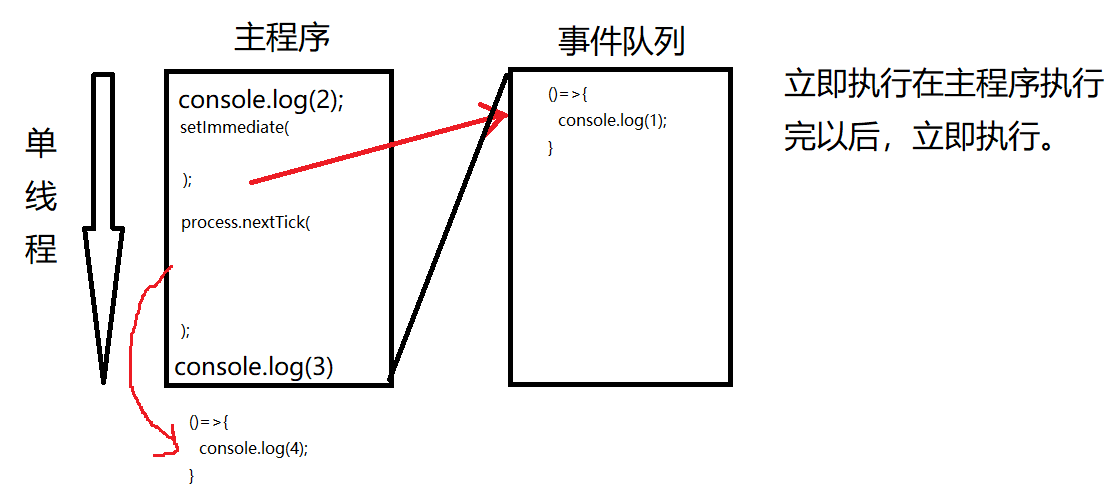 主程序
事件队列
单
线
程
console.log(2);
setImmediate(
);
process.nextTick(
);
console.log(3)
()=>{
console.log(4);
}
()=>{
console.log(1);
}
立即执行在主程序执行
完以后，立即执行。